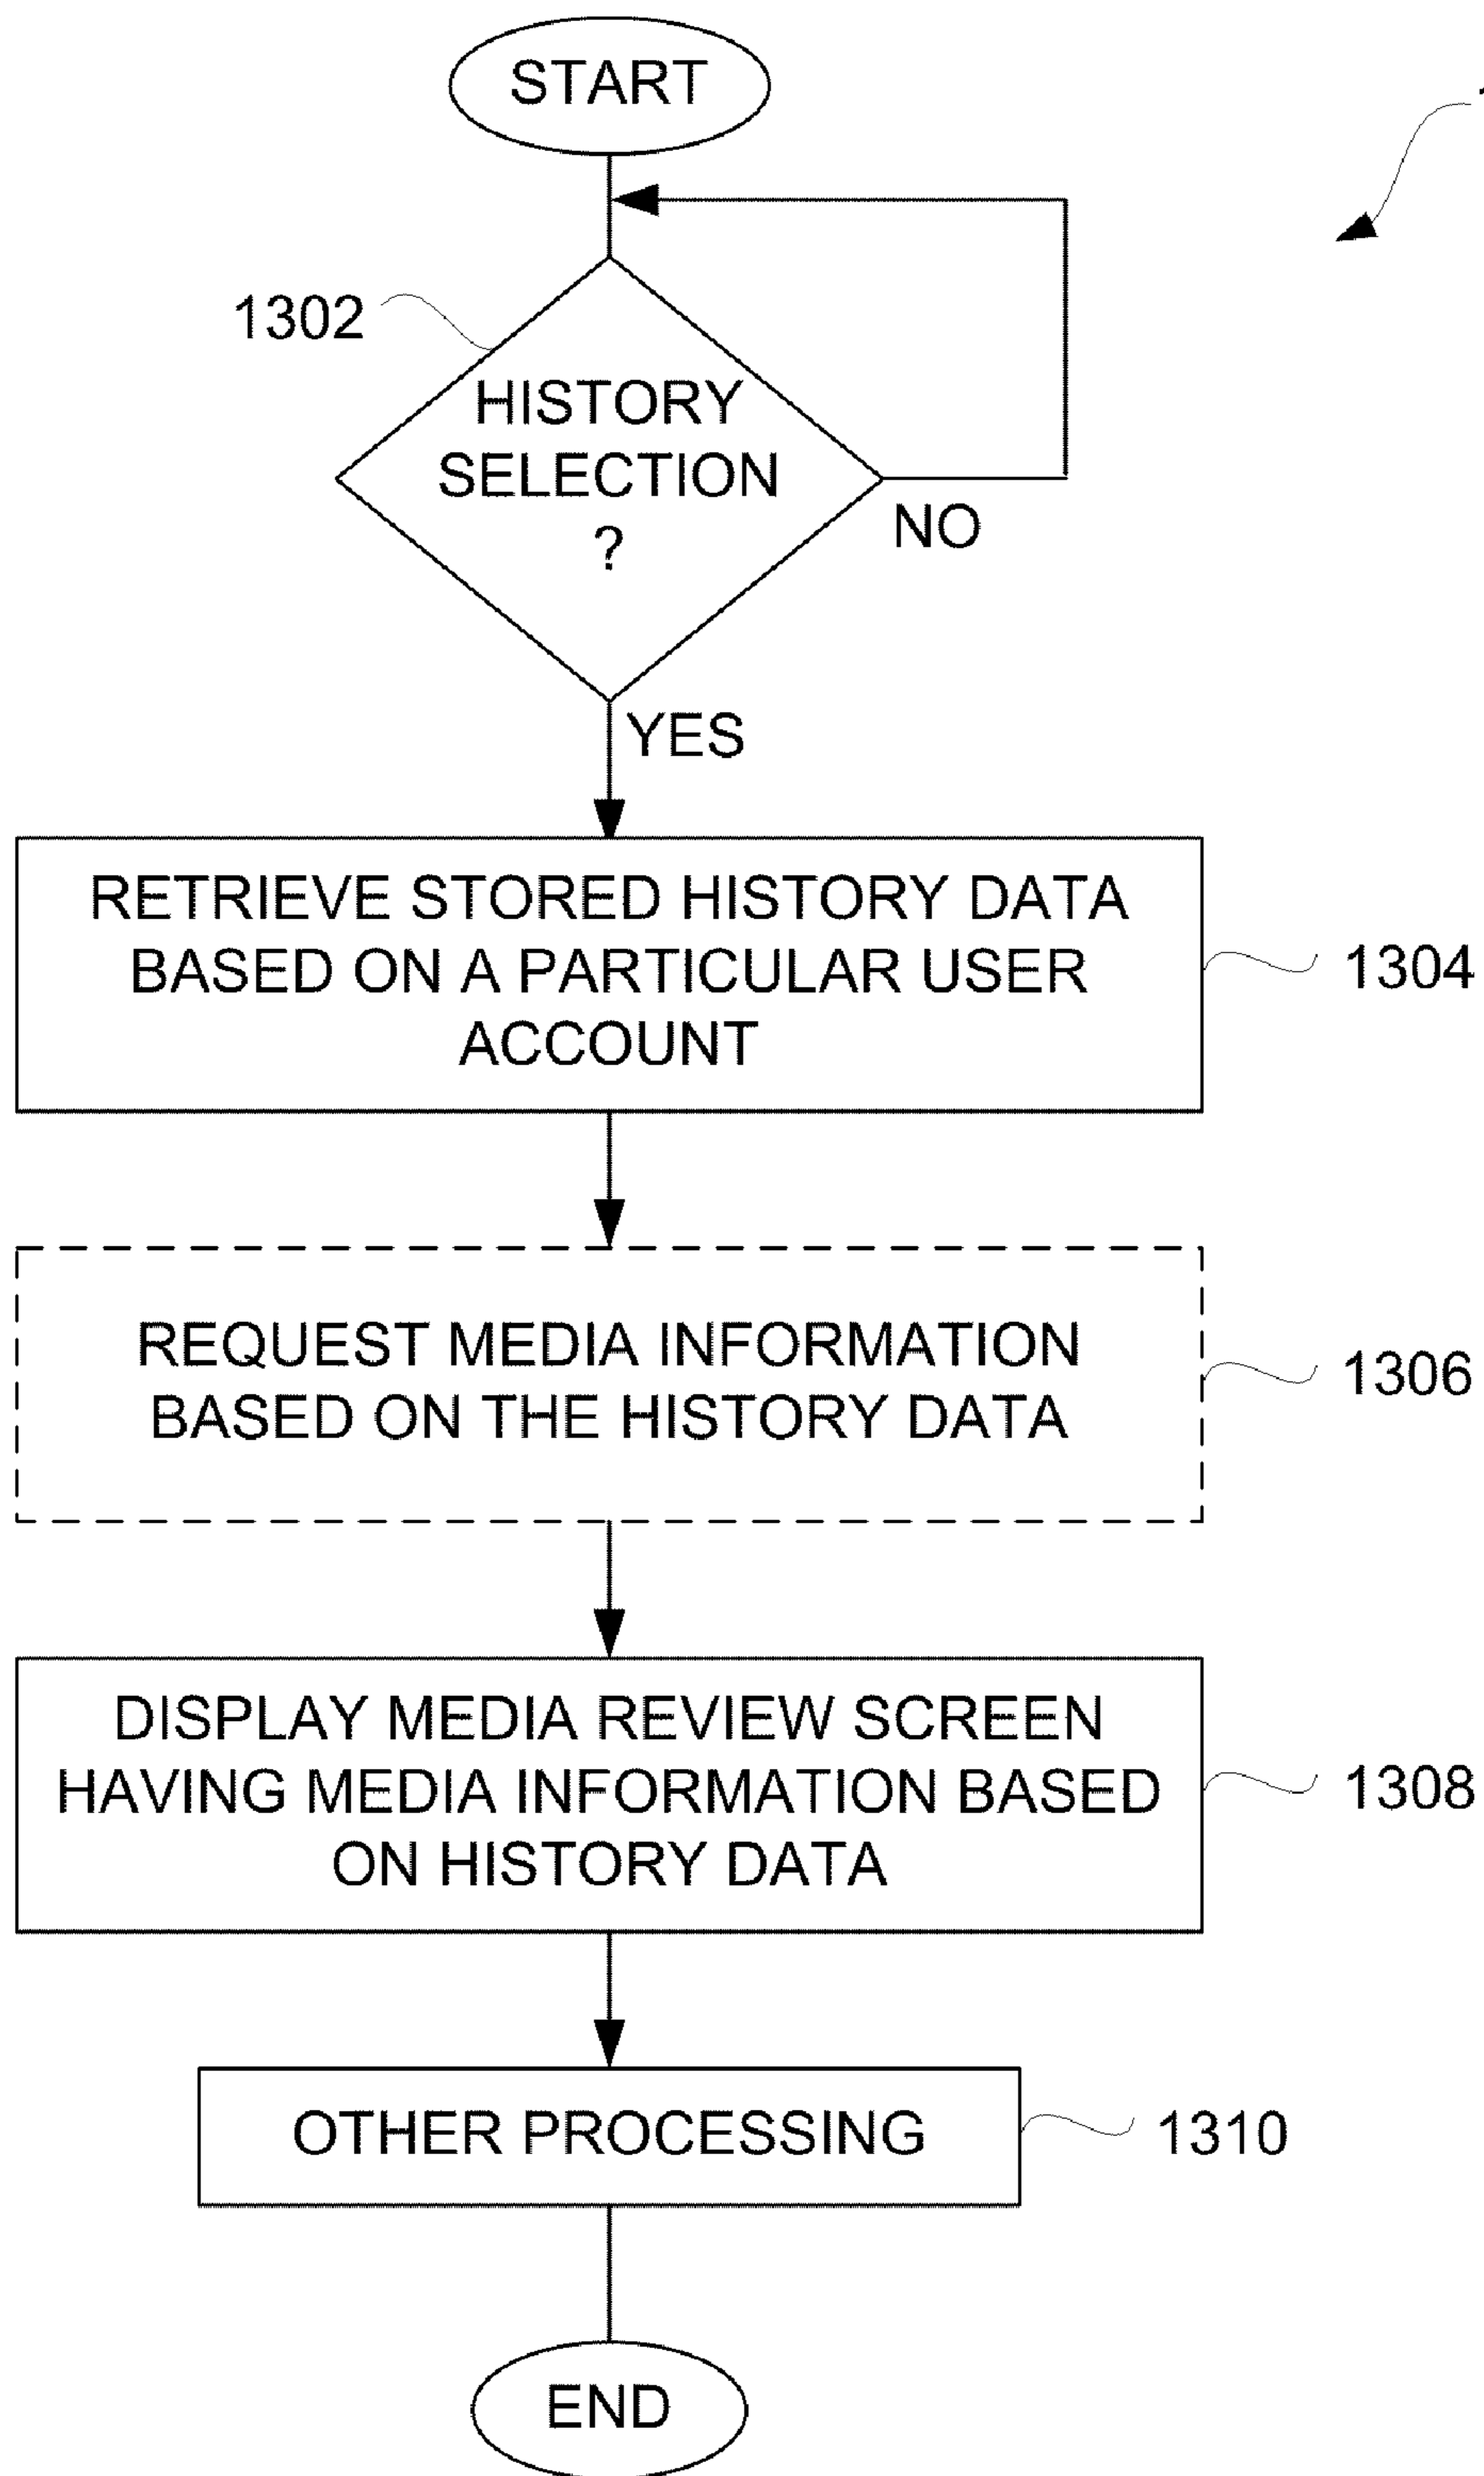 START
1302
HISTORY
SELECTION
?
NO
YES
RETRIEVE STORED HISTORY DATA
BASED ON A PARTICULAR USER
ACCOUNT
1304
REQUEST MEDIA INFORMATION
BASED ON THE HISTORY DATA
1306
DISPLAY MEDIA REVIEW SCREEN
HAVING MEDIA INFORMATION BASED
ON HISTORY DATA
1308
OTHER PROCESSING
1310
END